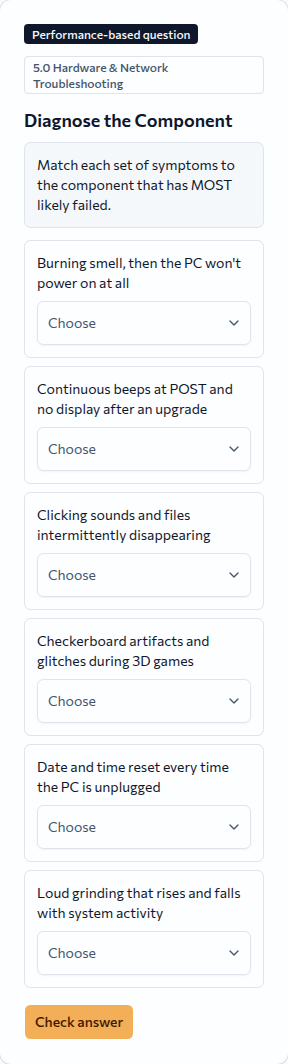 Performance-based question
5.0 Hardware & Network
Troubleshooting
Diagnose the Component
Match each set of symptoms to
the component that has MOST
likely failed.
Burning smell, then the PC won't
power on at all
Choose
Continuous beeps at POST and
no display after an upgrade
Choose
Clicking sounds and files
intermittently disappearing
Choose
Checkerboard artifacts and
glitches during 3D games
Choose
Date and time reset every time
the PC is unplugged
Choose
Loud grinding that rises and falls
with system activity
Choose
Check answer